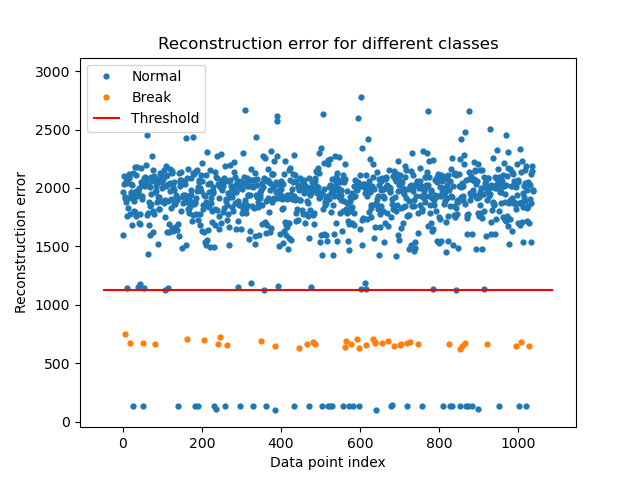 Reconstruction error for different classes
Normal
Break
Threshold
Reconstruction error
3000
2500
2000
1500
1000
500
0
0 200 400 600 800 1000
Data point index